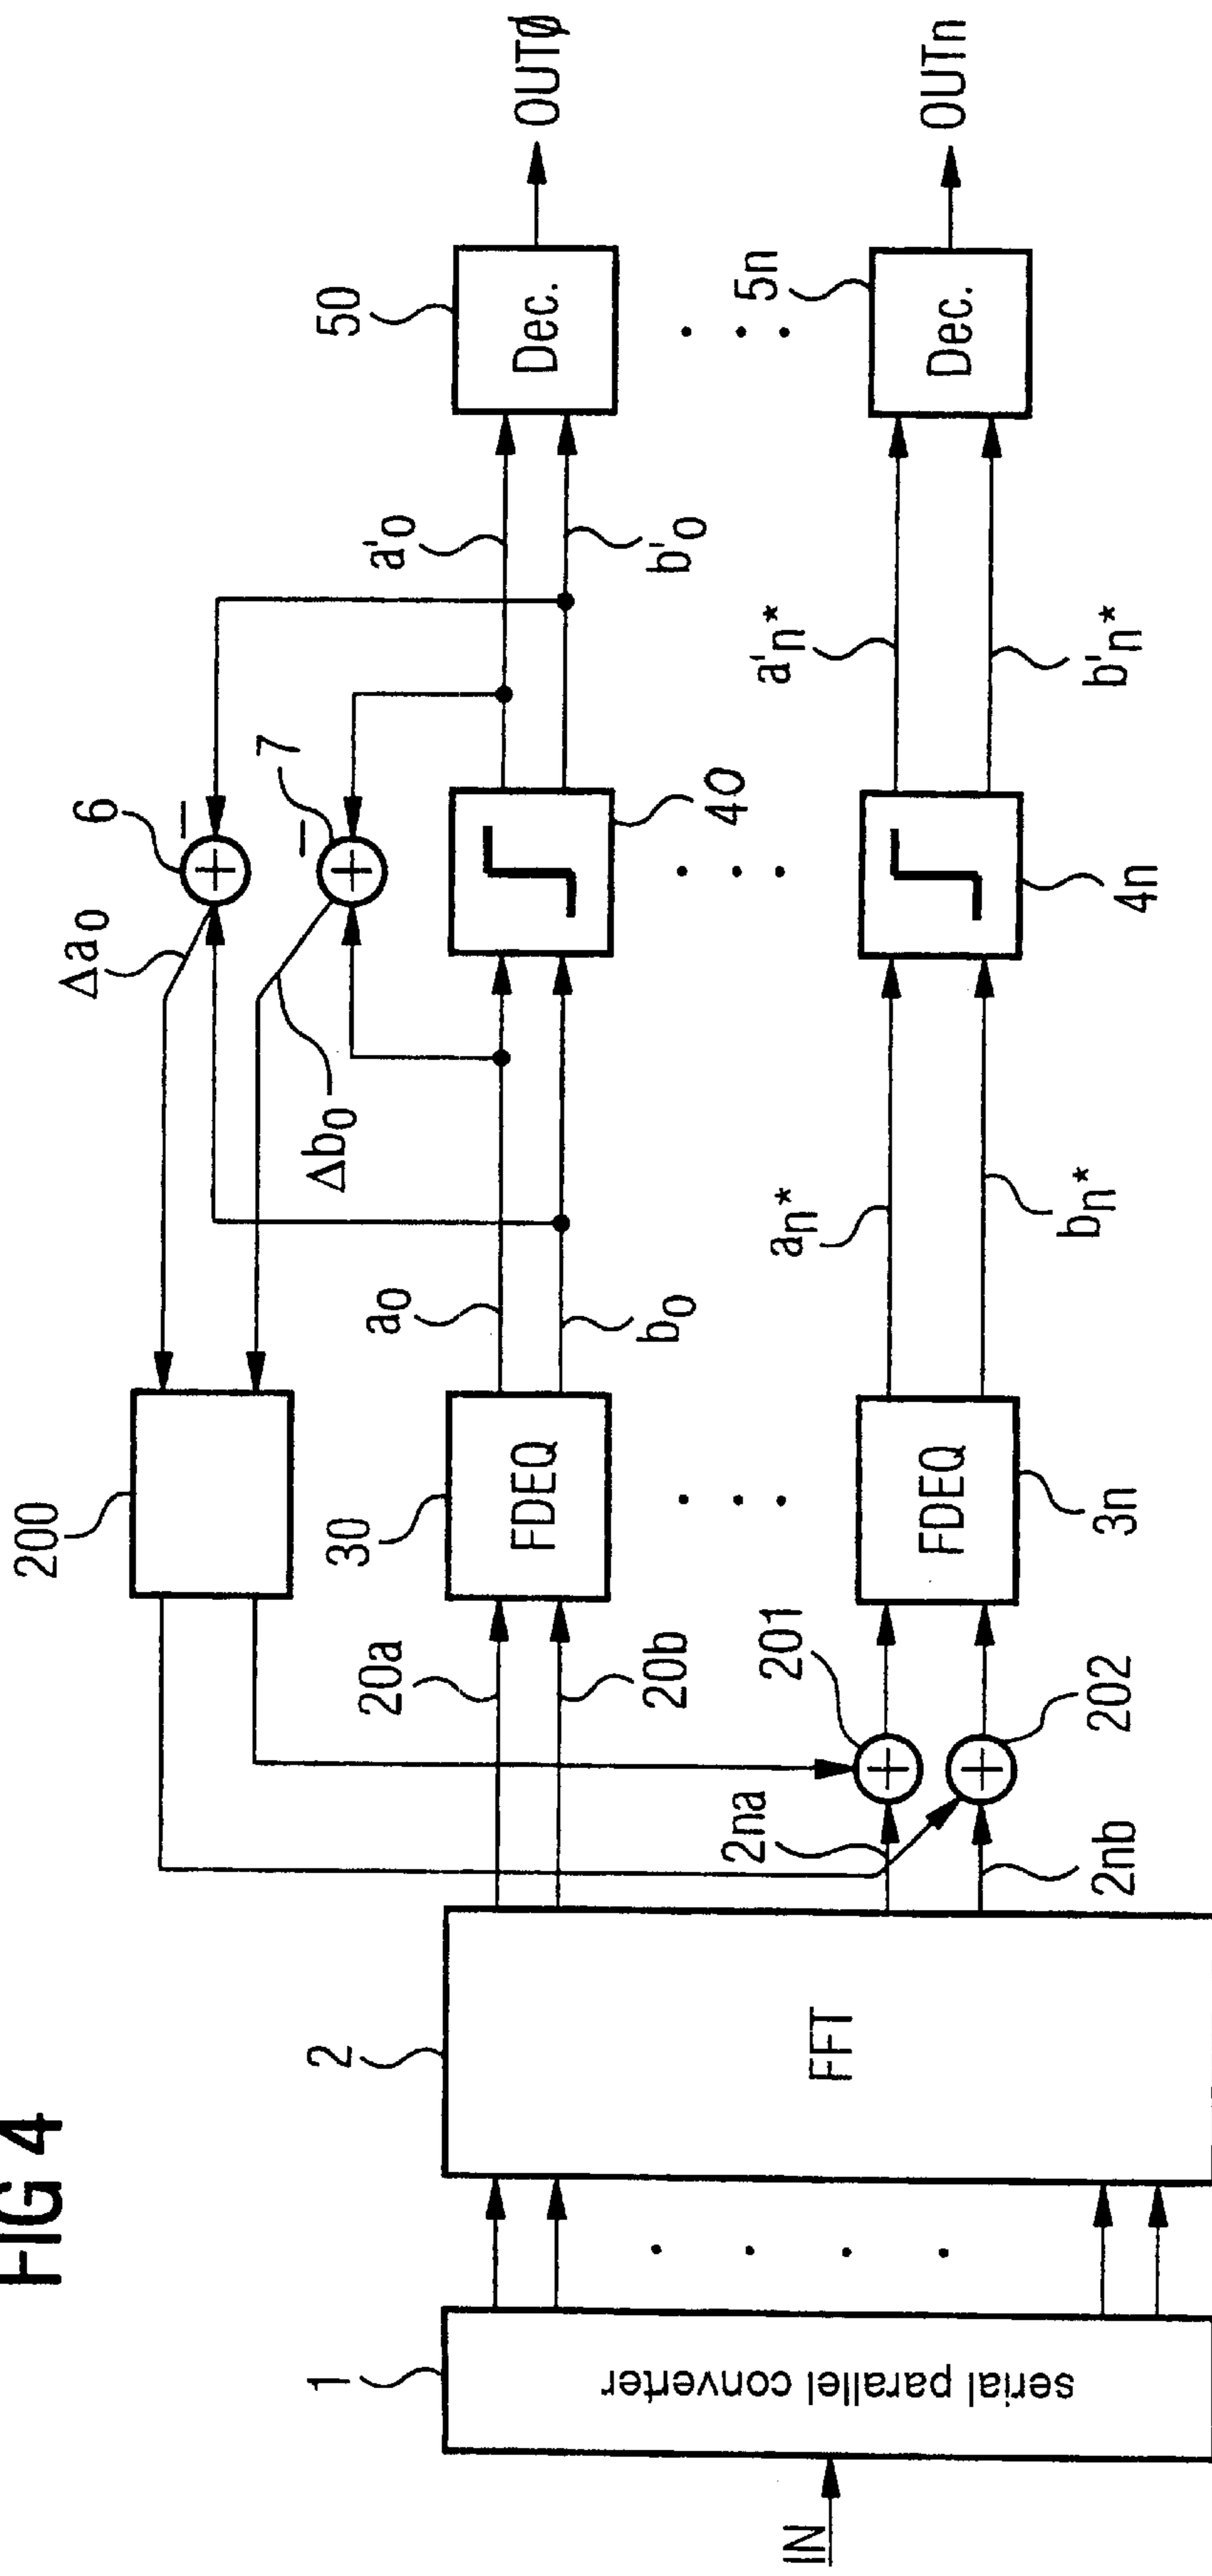 FIG 4
IN
1
serial parallel converter
2
FFT
20a
20b
2na
2nb
201
202
200
30
FDEQ
3n
FDEQ
a0
b0
an*
bn*
Δa0
Δb0
6
−
7
−
40
4n
a'0
b'0
a'n*
b'n*
50
Dec.
5n
Dec.
OUTØ
OUTn